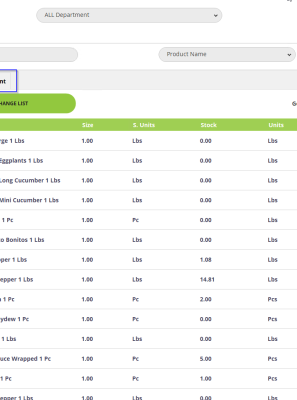 ALL Department
Product Name
nt
HANGE LIST
G
Size S. Units Stock Units
rge 1 Lbs 1.00 Lbs 0.00 Lbs
Eggplants 1 Lbs 1.00 Lbs 0.00 Lbs
Long Cucumber 1 Lbs 1.00 Lbs 0.00 Lbs
Mini Cucumber 1 Lbs 1.00 Lbs 0.00 Lbs
1 Pc 1.00 Pc 0.00 Lbs
o Bonitos 1 Lbs 1.00 Lbs 0.00 Lbs
per 1 Lbs 1.00 Lbs 1.08 Lbs
epper 1 Lbs 1.00 Lbs 14.81 Lbs
1 Pc 1.00 Pc 2.00 Pcs
ydew 1 Pc 1.00 Pc 0.00 Pcs
1 Lbs 1.00 Lbs 0.00 Lbs
uce Wrapped 1 Pc 1.00 Pc 5.00 Pcs
1 Pc 1.00 Pc 1.00 Pcs
epper 1 Lbs 1.00 Lbs 0.00 Lbs